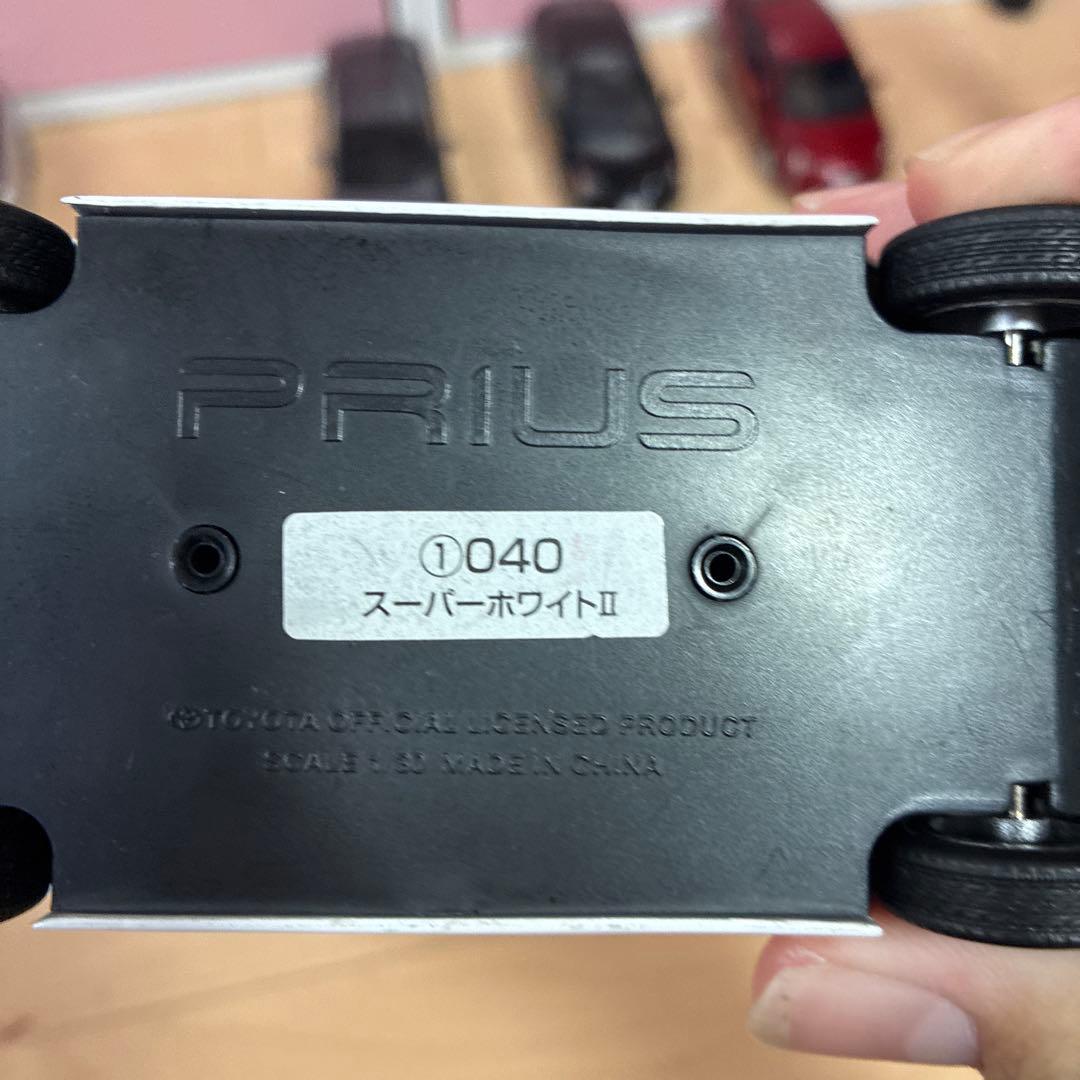 PRIUS
①040
スーパーホワイトⅡ
TOYOTA OFFICIAL LICENSED PRODUCT
SCALE MADE IN CHINA